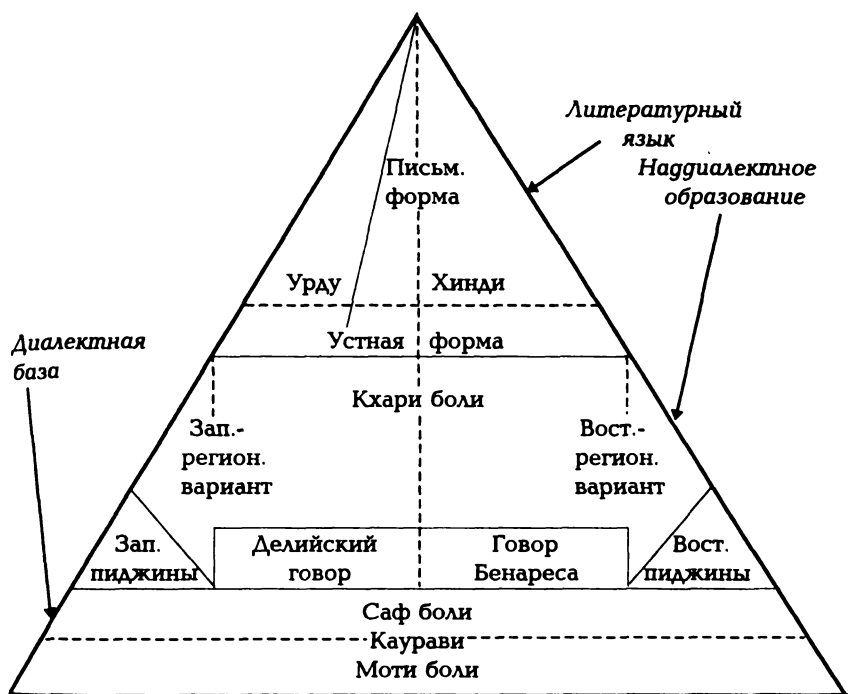 Литературный
язык
Наддиалектное
образование
Письм.
форма
Урду Хинди
Устная форма
Диалектная
база
Кхари боли
Зап.-
регион.
вариант
Вост.-
регион.
вариант
Зап.
пиджины
Делийский
говор
Говор
Бенареса
Вост.
пиджины
Саф боли
Каурави
Моти боли